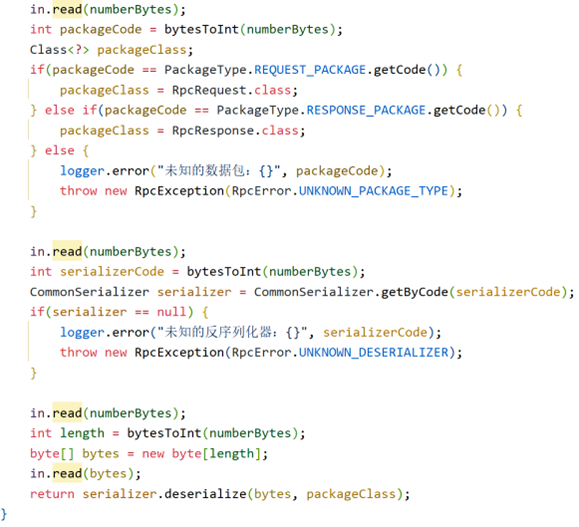 in.read(numberBytes);
int packageCode = bytesToInt(numberBytes);
Class<?> packageClass;
if(packageCode == PackageType.REQUEST_PACKAGE.getCode()) {
packageClass = RpcRequest.class;
} else if(packageCode == PackageType.RESPONSE_PACKAGE.getCode()) {
packageClass = RpcResponse.class;
} else {
logger.error("未知的数据包：{}", packageCode);
throw new RpcException(RpcError.UNKNOWN_PACKAGE_TYPE);
}
in.read(numberBytes);
int serializerCode = bytesToInt(numberBytes);
CommonSerializer serializer = CommonSerializer.getByCode(serializerCode);
if(serializer == null) {
logger.error("未知的反序列化器：{}", serializerCode);
throw new RpcException(RpcError.UNKNOWN_DESERIALIZER);
}
in.read(numberBytes);
int length = bytesToInt(numberBytes);
byte[] bytes = new byte[length];
in.read(bytes);
return serializer.deserialize(bytes, packageClass);
}